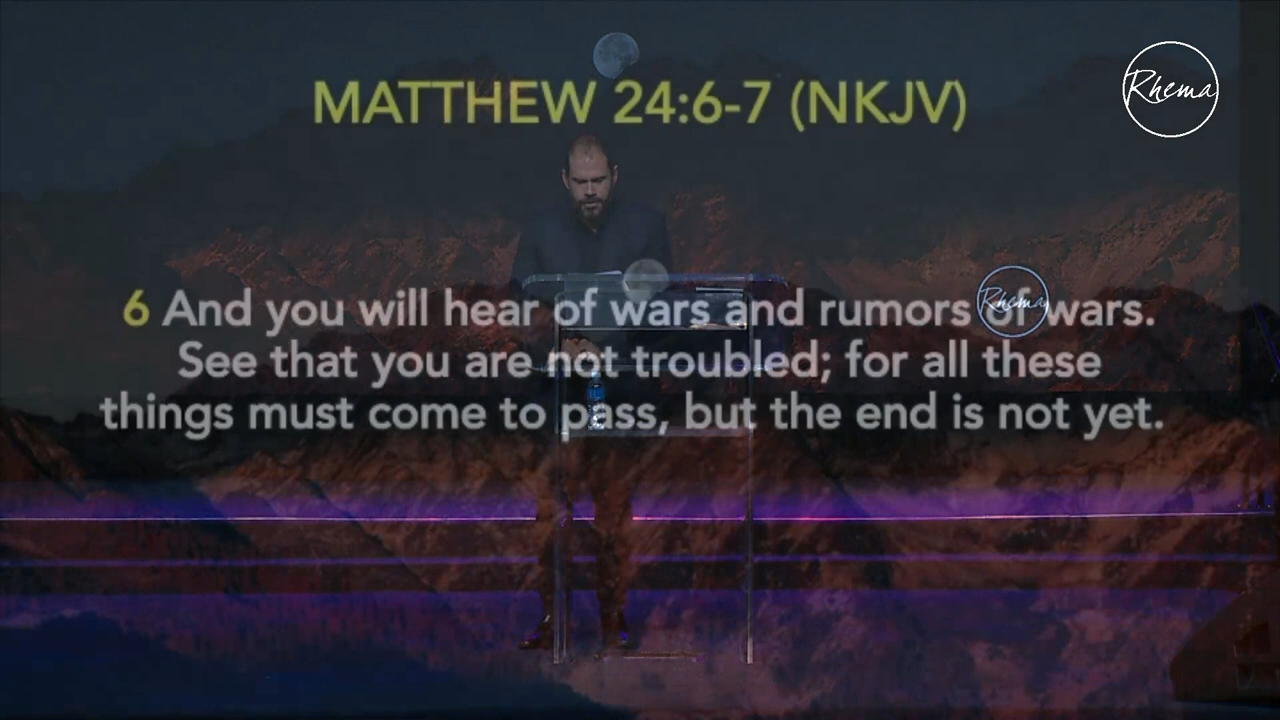 Rhema
MATTHEW 24:6-7 (NKJV)
6 And you will hear of wars and rumors of wars.
Rhema
See that you are not troubled; for all these
things must come to pass, but the end is not yet.